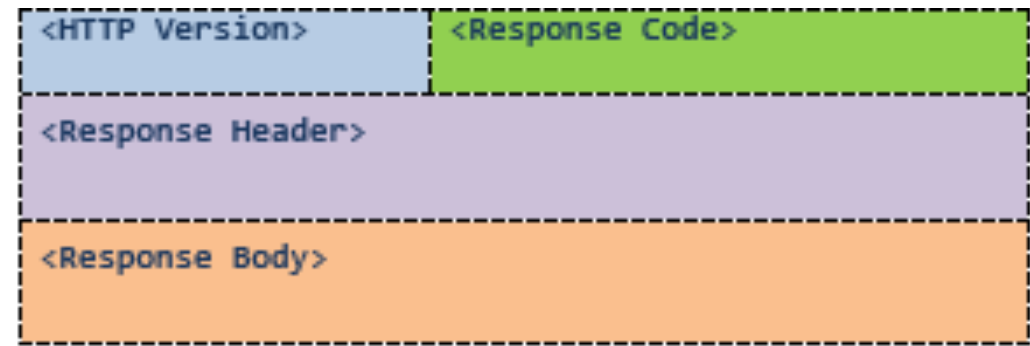 <HTTP Version> <Response Code>
<Response Header>
<Response Body>